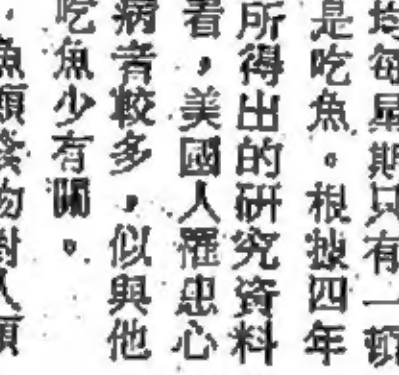 均每星期只有一頓
是吃魚。根據四年
所得出的研究資料
看，美國人罹患心
病者較多，似與他
吃魚少有關。
，魚類物對人類